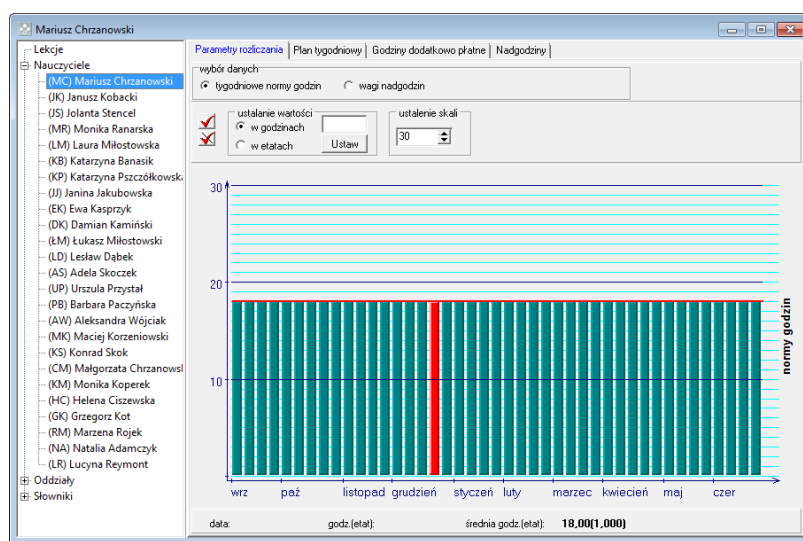 Mariusz Chrzanowski
Lekcje
Nauczyciele
(MC) Mariusz Chrzanowski
(JK) Janusz Kobacki
(JS) Jolanta Stencel
(MR) Monika Ranarska
(LM) Laura Miłostowska
(KB) Katarzyna Banasik
(KP) Katarzyna Pszczółkowsk
(JJ) Janina Jakubowska
(EK) Ewa Kasprzyk
(DK) Damian Kamiński
(ŁM) Łukasz Miłostowski
(LD) Lesław Dąbek
(AS) Adela Skoczek
(UP) Urszula Przystał
(PB) Barbara Paczyńska
(AW) Aleksandra Wójciak
(MK) Maciej Korzeniowski
(KS) Konrad Skok
(CM) Małgorzata Chrzanowsl
(KM) Monika Koperek
(HC) Helena Ciszewska
(GK) Grzegorz Kot
(RM) Marzena Rojek
(NA) Natalia Adamczyk
(LR) Lucyna Reymont
Oddziały
Słowniki
Parametry rozliczania Plan tygodniowy Godziny dodatkowo płatne Nadgodziny
wybór danych
tygodniowe normy godzin wagi nadgodzin
ustalanie wartości ustalenie skali
w godzinach
30
w etatach Ustaw
30
20
10
normy godzin
wrz paź listopad grudzień styczeń luty marzec kwiecień maj czer
data: godz.(etat): średnia godz.(etat): 18,00(1,000)